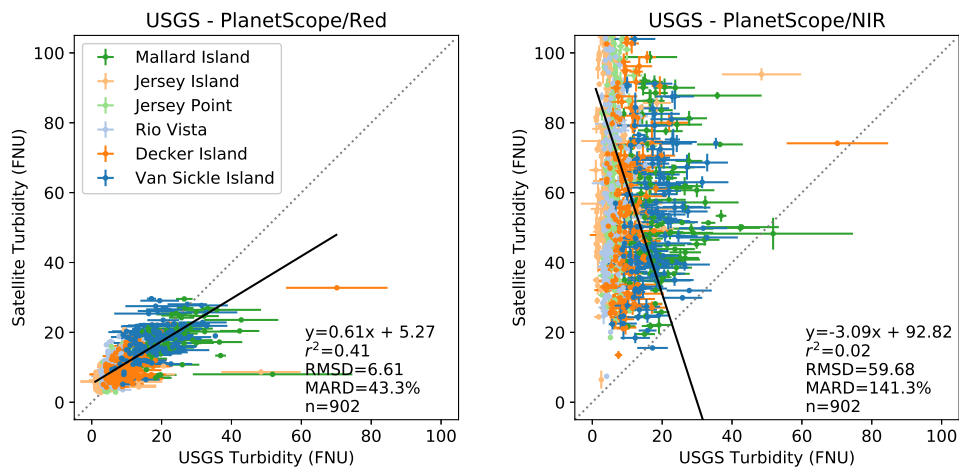 USGS - PlanetScope/Red
100
80
60
40
20
0
Satellite Turbidity (FNU)
Mallard Island
Jersey Island
Jersey Point
Rio Vista
Decker Island
Van Sickle Island
y=0.61x + 5.27
r²=0.41
RMSD=6.61
MARD=43.3%
n=902
0 20 40 60 80 100
USGS Turbidity (FNU)
USGS - PlanetScope/NIR
100
80
60
40
20
0
Satellite Turbidity (FNU)
y=-3.09x + 92.82
r²=0.02
RMSD=59.68
MARD=141.3%
n=902
0 20 40 60 80 100
USGS Turbidity (FNU)